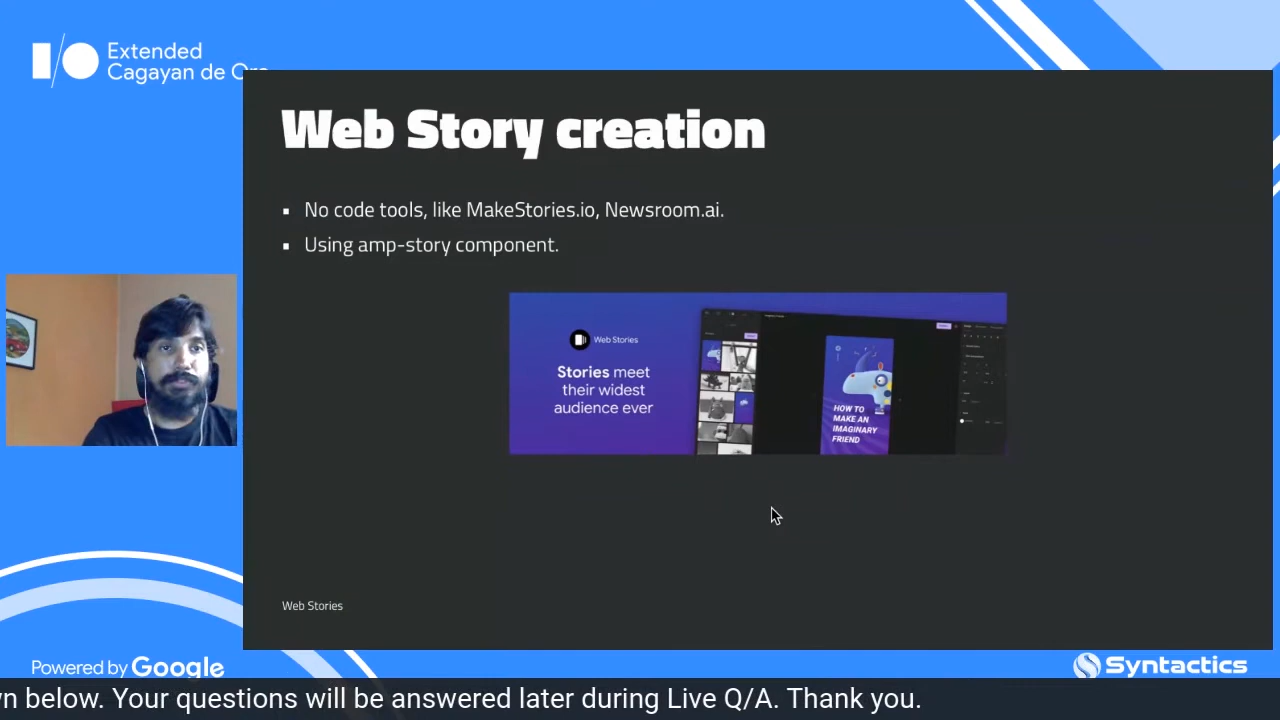 Extended
Cagayan de Oro
Web Story creation
▪ No code tools, like MakeStories.io, Newsroom.ai.
▪ Using amp-story component.
Web Stories
Stories meet
their widest
audience ever
HOW TO
MAKE AN
IMAGINARY
FRIEND
Web Stories
Powered by Google
Syntactics
n below. Your questions will be answered later during Live Q/A. Thank you.